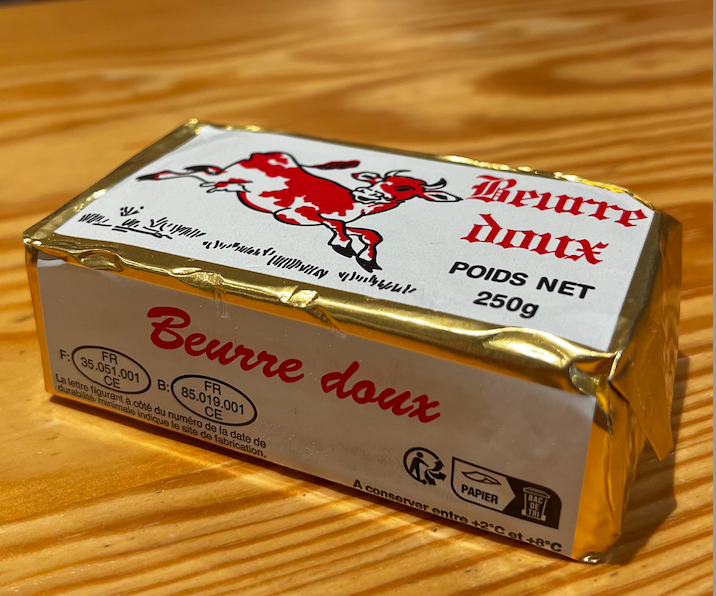 Beurre
doux
POIDS NET
250g
Beurre doux
F: FR
35.051.001
CE
B: FR
85.019.001
CE
La lettre figurant à côté du numéro de la date de
durabilité minimale indique le site de fabrication.
PAPIER
BAC
DE
TRI
A conserver entre +2°C et +8°C